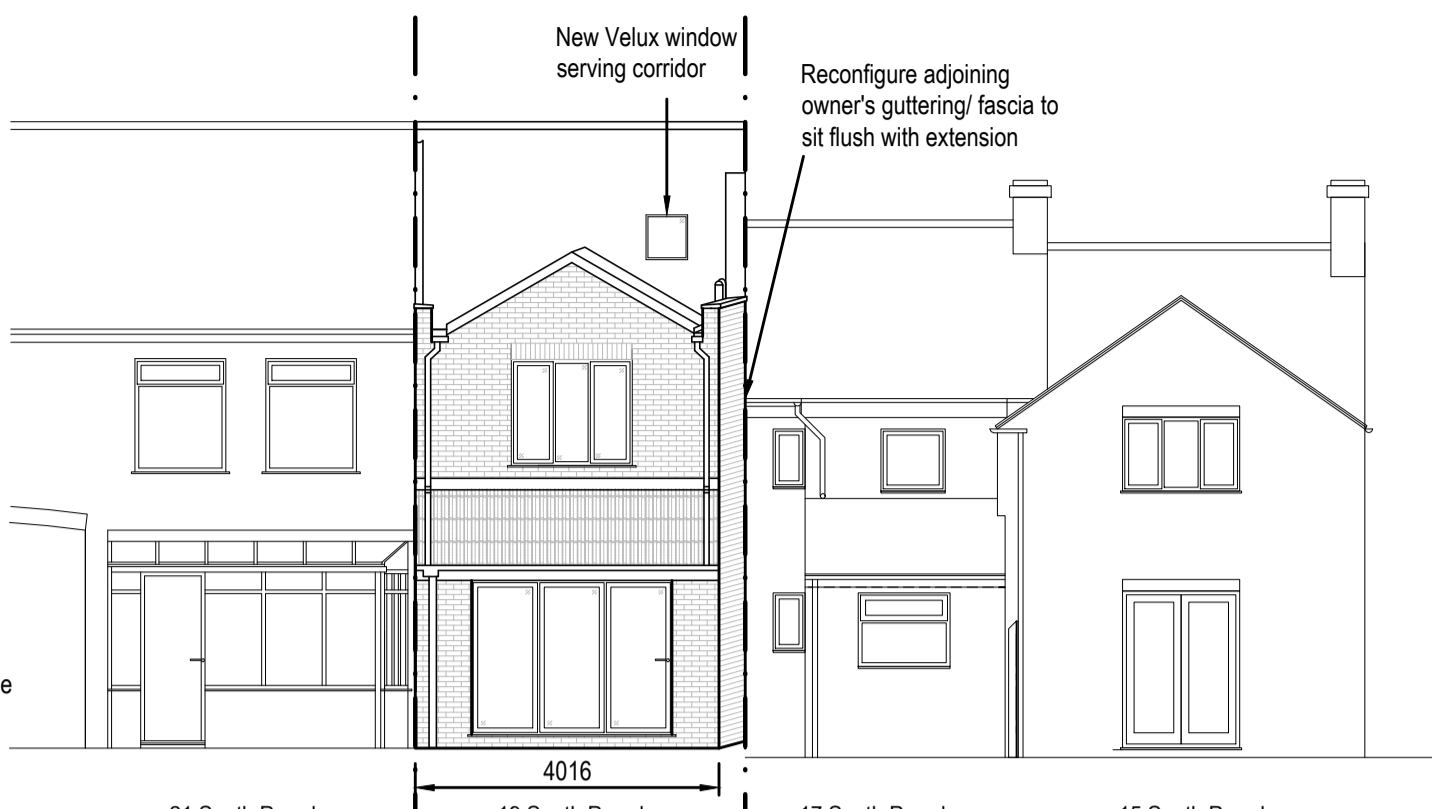 New Velux window
serving corridor
Reconfigure adjoining
owner's guttering/ fascia to
sit flush with extension
e
4016